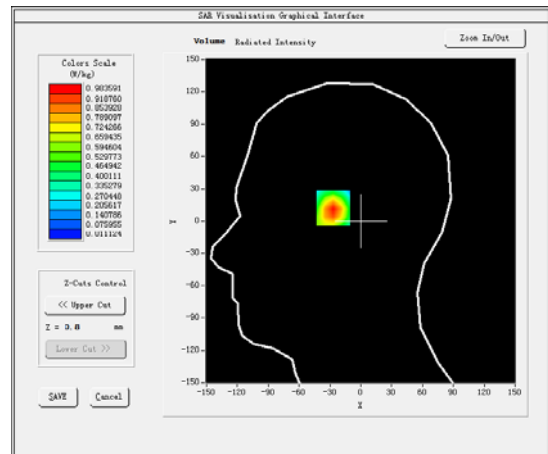 SAR Visualisation Graphical Interface
Volume Radiated Intensity
Zoom In/Out
Colors Scale
(W/kg)
0.983591
0.918760
0.853928
0.789097
0.724266
0.659435
0.594604
0.529773
0.464942
0.400111
0.335279
0.270448
0.205617
0.140786
0.075955
0.011124
150
120
90
60
30
0
-30
-60
-90
-120
-150
Y
-150 -120 -90 -60 -30 0 30 60 90 120 150
X
Z-Cuts Control
<< Upper Cut
Z = 3.8 mm
Lower Cut >>
SAVE Cancel